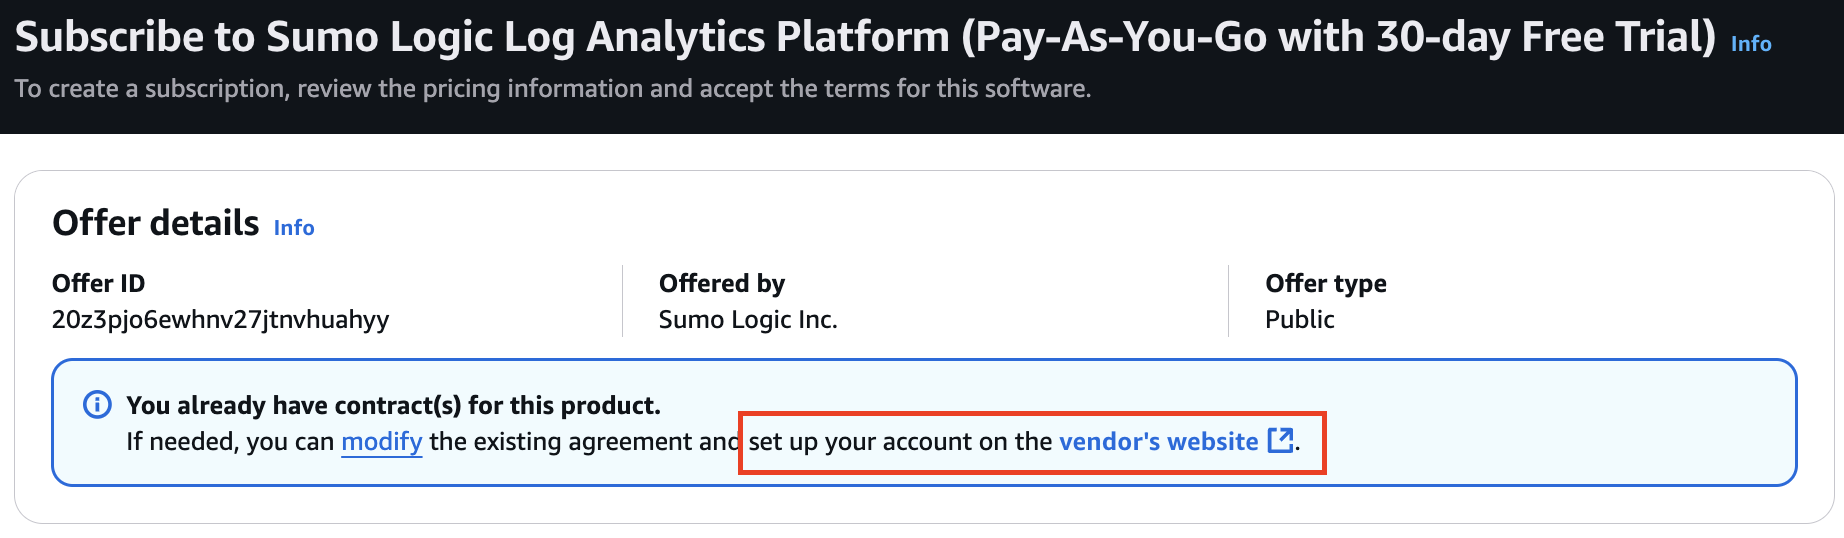 Subscribe to Sumo Logic Log Analytics Platform (Pay-As-You-Go with 30-day Free Trial) Info
To create a subscription, review the pricing information and accept the terms for this software.
Offer details Info
Offer ID
20z3pjo6ewhnv27jtnvhuahyy
Offered by
Sumo Logic Inc.
Offer type
Public
You already have contract(s) for this product.
If needed, you can modify the existing agreement and set up your account on the vendor's website.